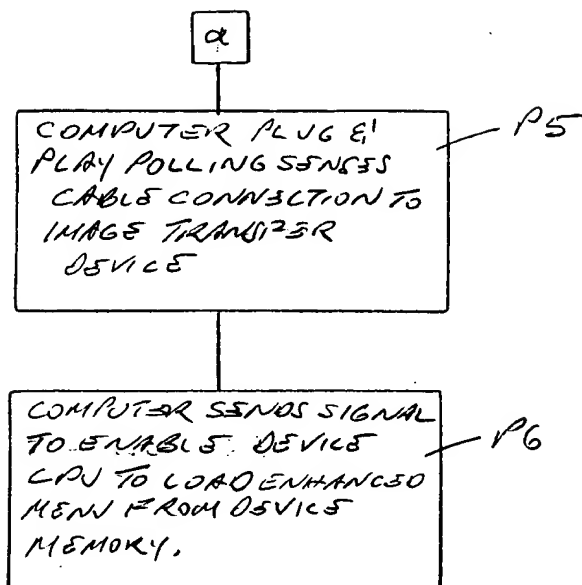 α
COMPUTER PLUG &
PLAY POLLING SENSES
CABLE CONNECTION TO
IMAGE TRANSFER
DEVICE
P5
COMPUTER SENDS SIGNAL
TO ENABLE DEVICE
CPU TO LOAD ENHANCED
MENU FROM DEVICE
MEMORY.
P6